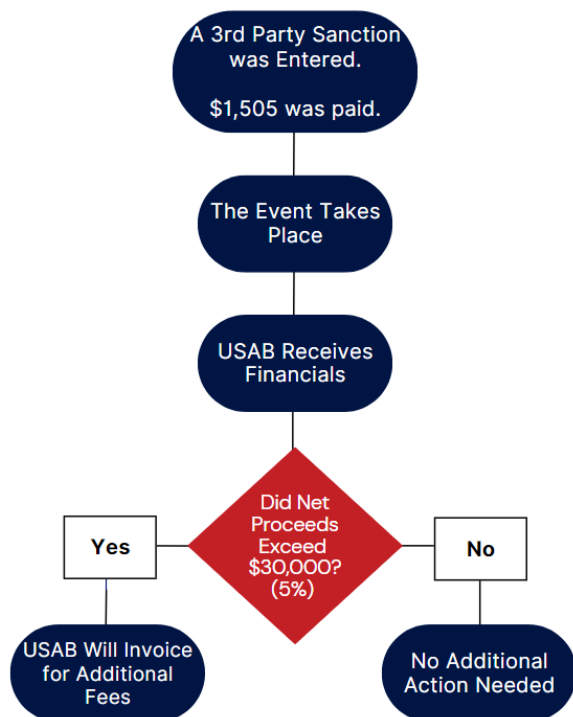 A 3rd Party Sanction
was Entered.
$1,505 was paid.
The Event Takes
Place
USAB Receives
Financials
Did Net
Proceeds
Exceed
$30,000?
(5%)
Yes
No
USAB Will Invoice
for Additional
Fees
No Additional
Action Needed